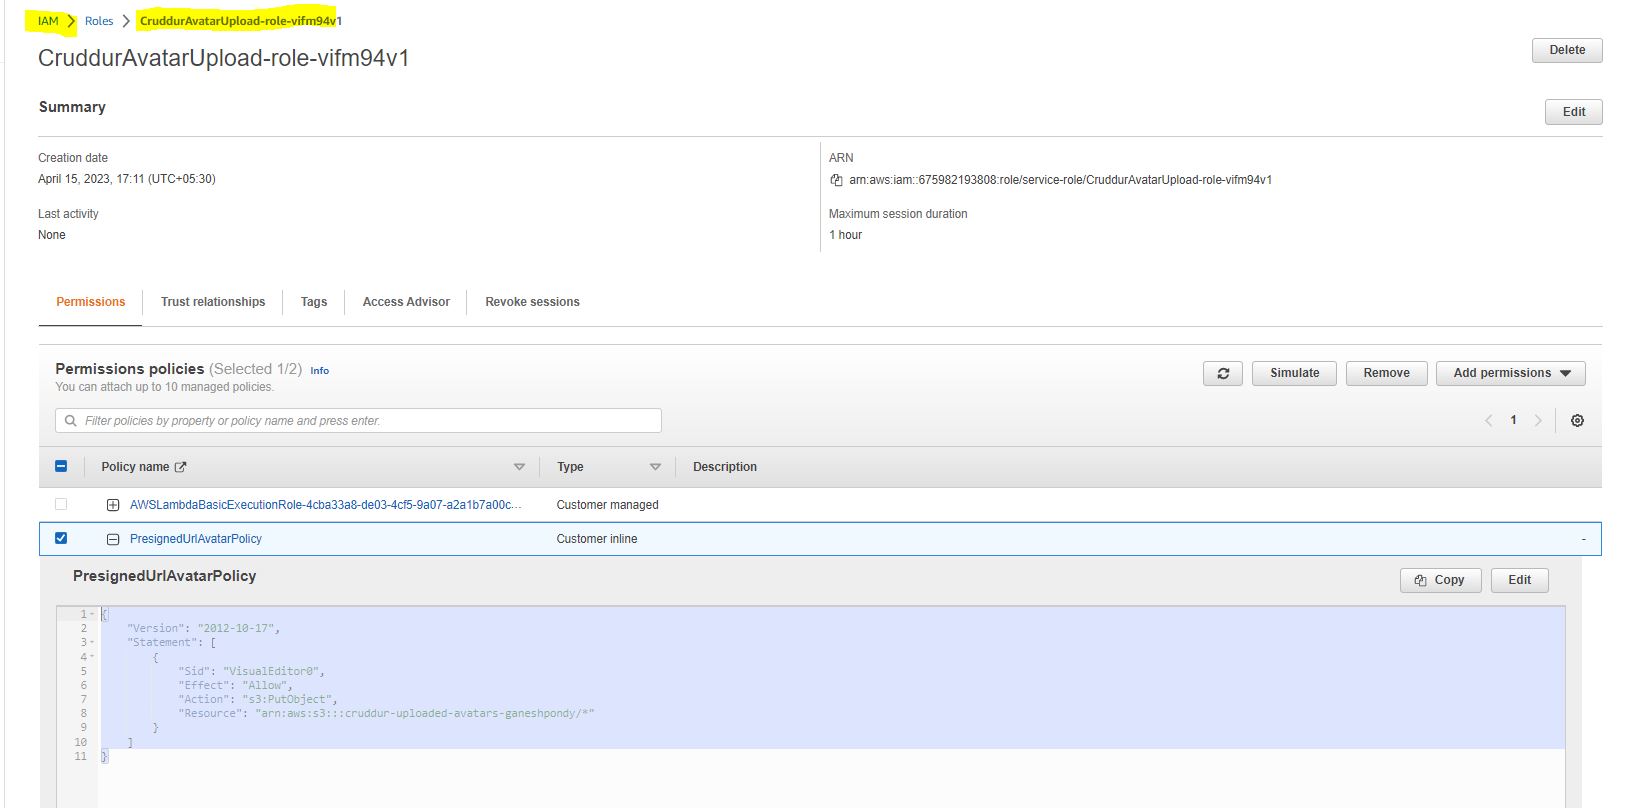 IAM > Roles > CruddurAvatarUpload-role-vifm94v1
CruddurAvatarUpload-role-vifm94v1
Delete
Summary
Edit
Creation date
April 15, 2023, 17:11 (UTC+05:30)
ARN
arn:aws:iam::675982193808:role/service-role/CruddurAvatarUpload-role-vifm94v1
Last activity
None
Maximum session duration
1 hour
Permissions Trust relationships Tags Access Advisor Revoke sessions
Permissions policies (Selected 1/2) Info
You can attach up to 10 managed policies.
Simulate Remove Add permissions
Filter policies by property or policy name and press enter.
1
Policy name Type Description
AWSLambdaBasicExecutionRole-4cba33a8-de03-4cf5-9a07-a2a1b7a00c... Customer managed
PresignedUrlAvatarPolicy Customer inline -
PresignedUrlAvatarPolicy
Copy Edit
1 {
2 "Version": "2012-10-17",
3 "Statement": [
4 {
5 "Sid": "VisualEditor0",
6 "Effect": "Allow",
7 "Action": "s3:PutObject",
8 "Resource": "arn:aws:s3:::cruddur-uploaded-avatars-ganeshpondy/*"
9 }
10 ]
11 }